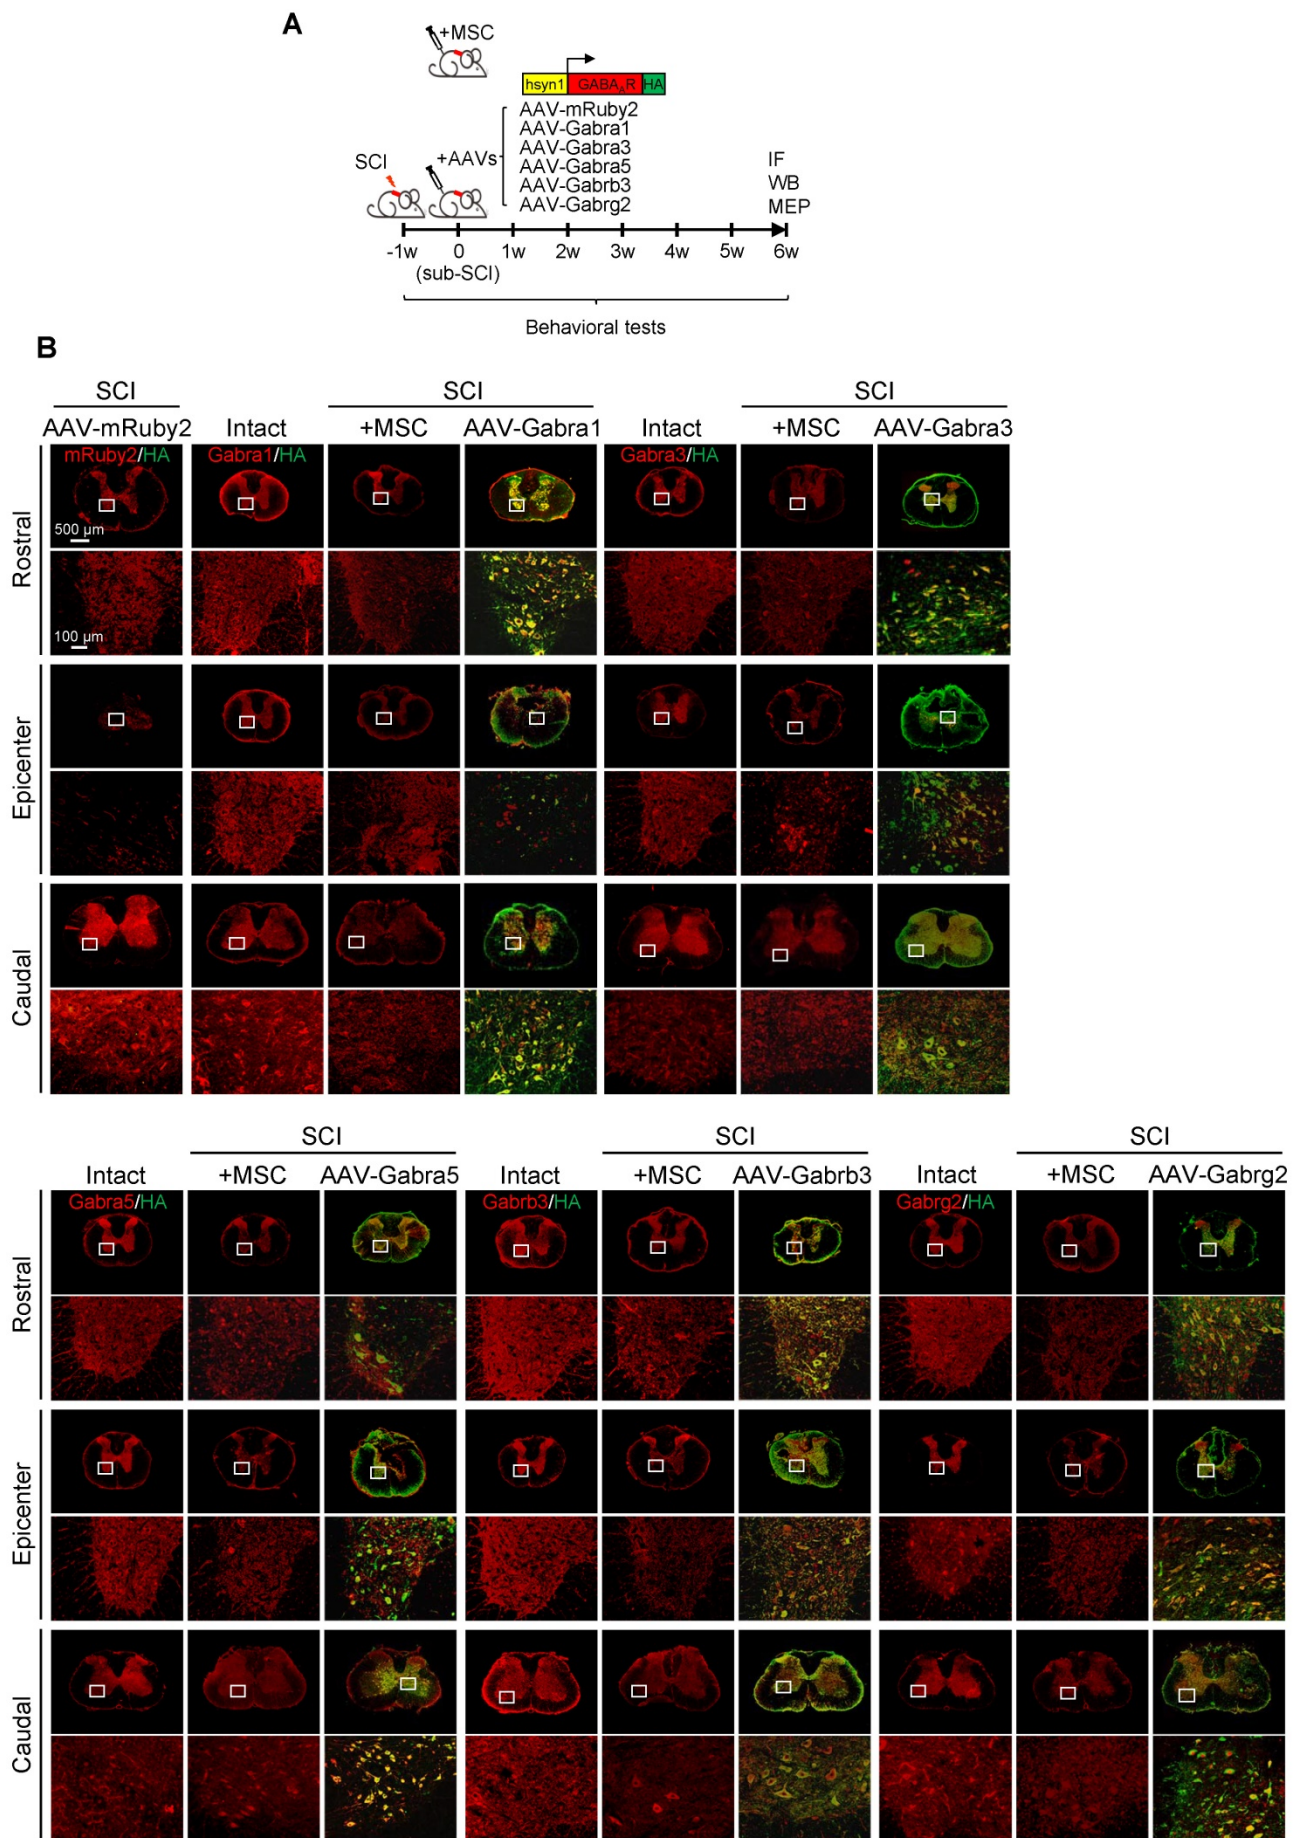 A
+MSC
hsyn1 GABA_AR HA
AAV-mRuby2
AAV-Gabra1
AAV-Gabra3
AAV-Gabra5
AAV-Gabrb3
AAV-Gabrg2
SCI
+AAVs
IF
WB
MEP
-1w 0 1w 2w 3w 4w 5w 6w
(sub-SCI)
Behavioral tests
B
SCI SCI SCI
AAV-mRuby2 Intact +MSC AAV-Gabra1 Intact +MSC AAV-Gabra3
mRuby2/HA Gabra1/HA Gabra3/HA
500 µm
Rostral
100 µm
Epicenter
Caudal
SCI SCI SCI
Intact +MSC AAV-Gabra5 Intact +MSC AAV-Gabrb3 Intact +MSC AAV-Gabrg2
Gabra5/HA Gabrb3/HA Gabrg2/HA
Rostral
Epicenter
Caudal